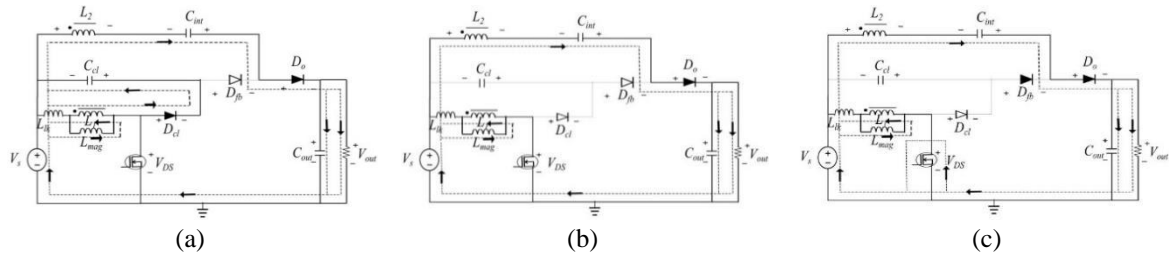 L2 Cint
Ccl Do
Dfb
Llk L Dcl
Lmag
Vs VDS Cout Vout
(a)
L2 Cint
Ccl Do
Dfb
Llk L Dcl
Lmag
Vs VDS Cout Vout
(b)
L2 Cint
Ccl Do
Dfb
Llk L Dcl
Lmag
Vs VDS Cout Vout
(c)